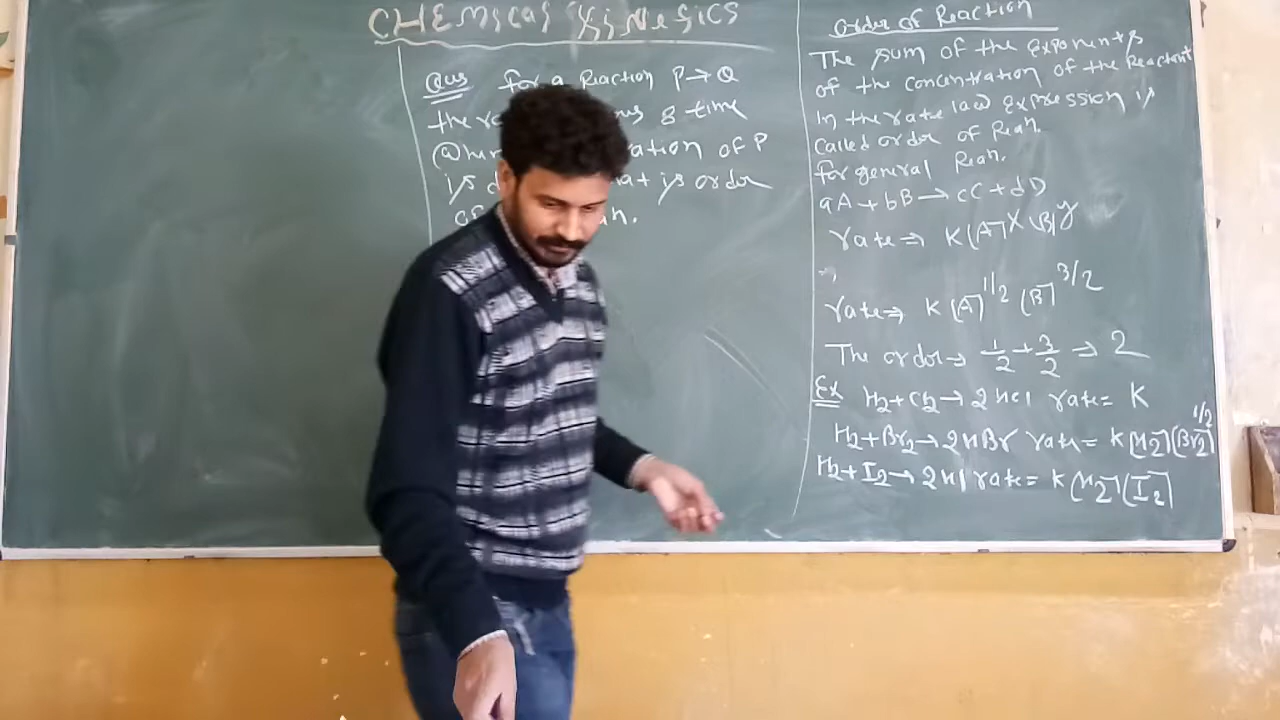 CHEMICAL KINETICS
Ques for a Reaction P → Q
the 8 time
ation of P
is at is order
of
Order of Reaction
The sum of the exponents
of the concentration of the Reactant
In the rate law expression is
Called order of Rean.
for general Rean.
aA + bB → cC + dD
rate ⇒ K[A]^x [B]^y
rate ⇒ K [A]^1/2 [B]^3/2
The order → 1/2 + 3/2 ⇒ 2
Ex H2 + Cl2 → 2HCl rate = K
H2 + Br2 → 2HBr rate = K[H2][Br2]^1/2
H2 + I2 → 2HI rate = K[H2][I2]